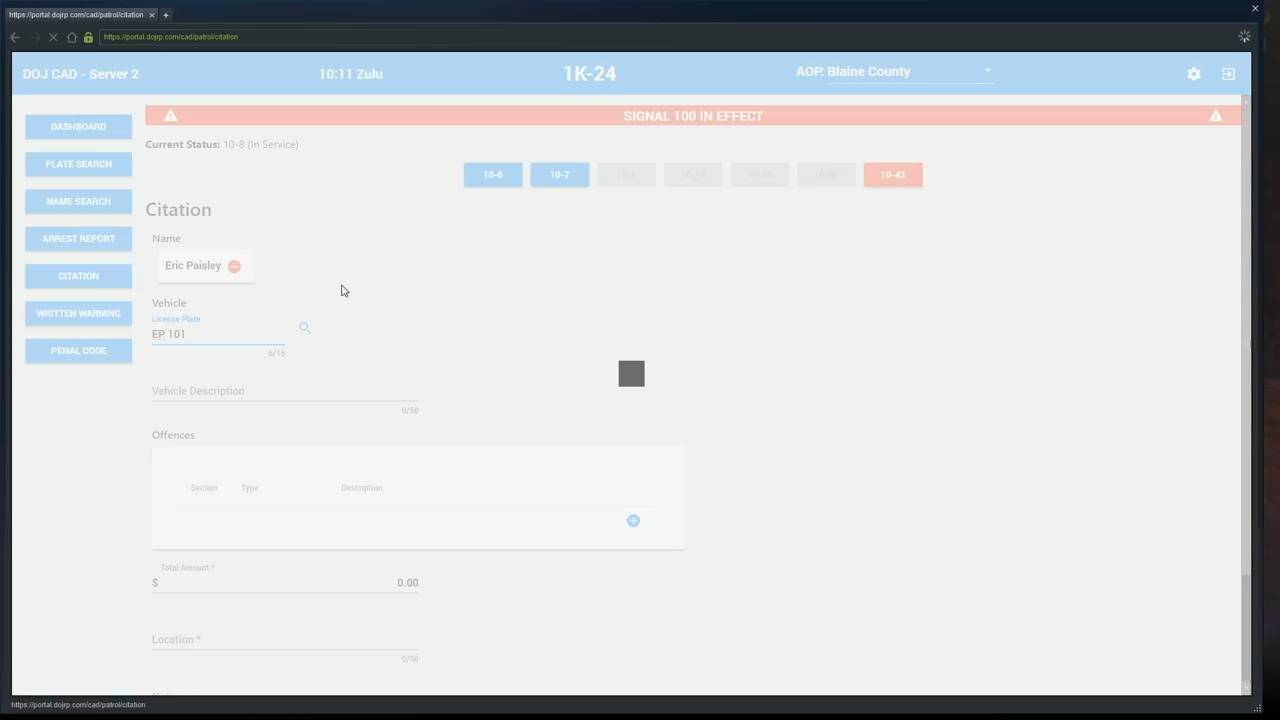 https://portal.dojrp.com/cad/patrol/citation
https://portal.dojrp.com/cad/patrol/citation
DOJ CAD - Server 2
10:11 Zulu
1K-24
AOP: Blaine County
SIGNAL 100 IN EFFECT
DASHBOARD
PLATE SEARCH
NAME SEARCH
ARREST REPORT
CITATION
WRITTEN WARNING
PENAL CODE
Current Status: 10-8 (In Service)
10-6
10-7
10-42
Citation
Name
Eric Paisley
Vehicle
License Plate
EP 101
6/15
Vehicle Description
0/50
Offences
Section Type Description
Total Amount *
$ 0.00
Location *
0/50
https://portal.dojrp.com/cad/patrol/citation